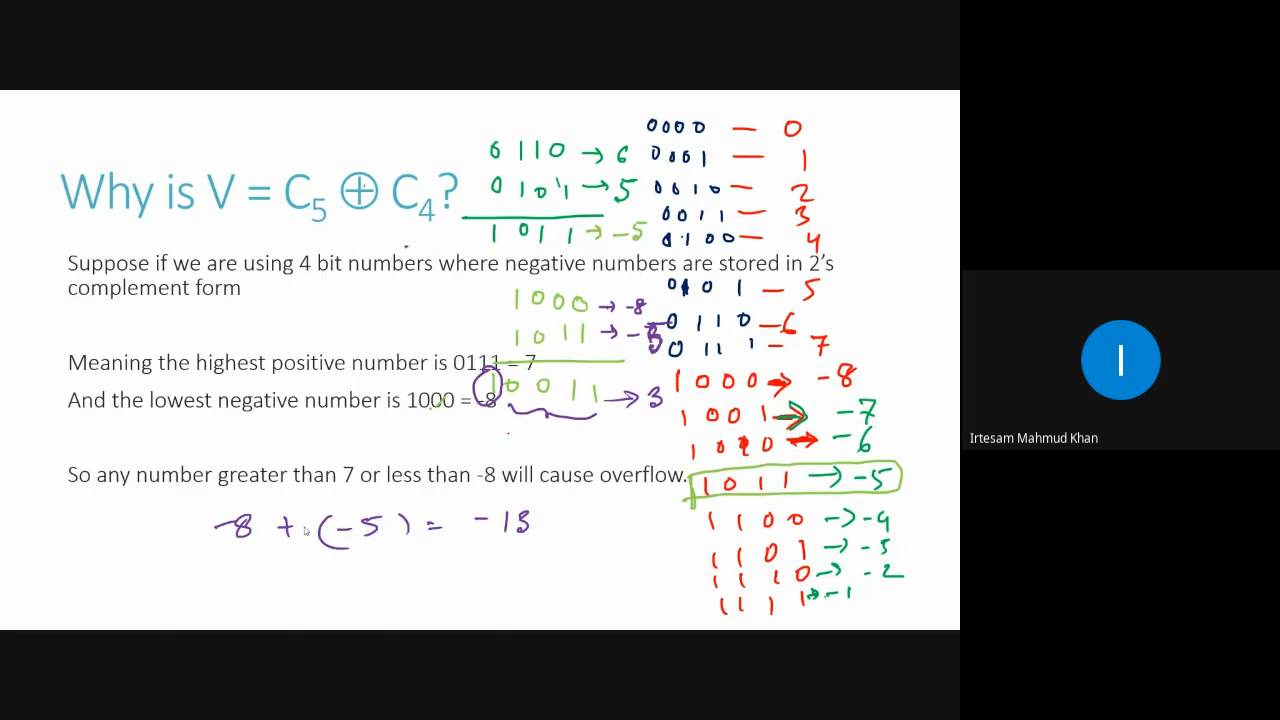 Why is V = C5 ⊕ C4?
Suppose if we are using 4 bit numbers where negative numbers are stored in 2's
complement form
Meaning the highest positive number is 0111 = 7
And the lowest negative number is 1000 = -8
So any number greater than 7 or less than -8 will cause overflow.
-8 + (-5) = -13
0110 → 6
0101 → 5
1011 → -5
1000 → -8
1011 → -5
10011 → 3
0000 — 0
0001 — 1
0010 — 2
0011 — 3
0100 — 4
0101 — 5
0110 — 6
0111 — 7
1000 → -8
1001 → -7
1010 → -6
1011 → -5
1100 → -4
1101 → -3
1110 → -2
1111 → -1
I
Irtesam Mahmud Khan